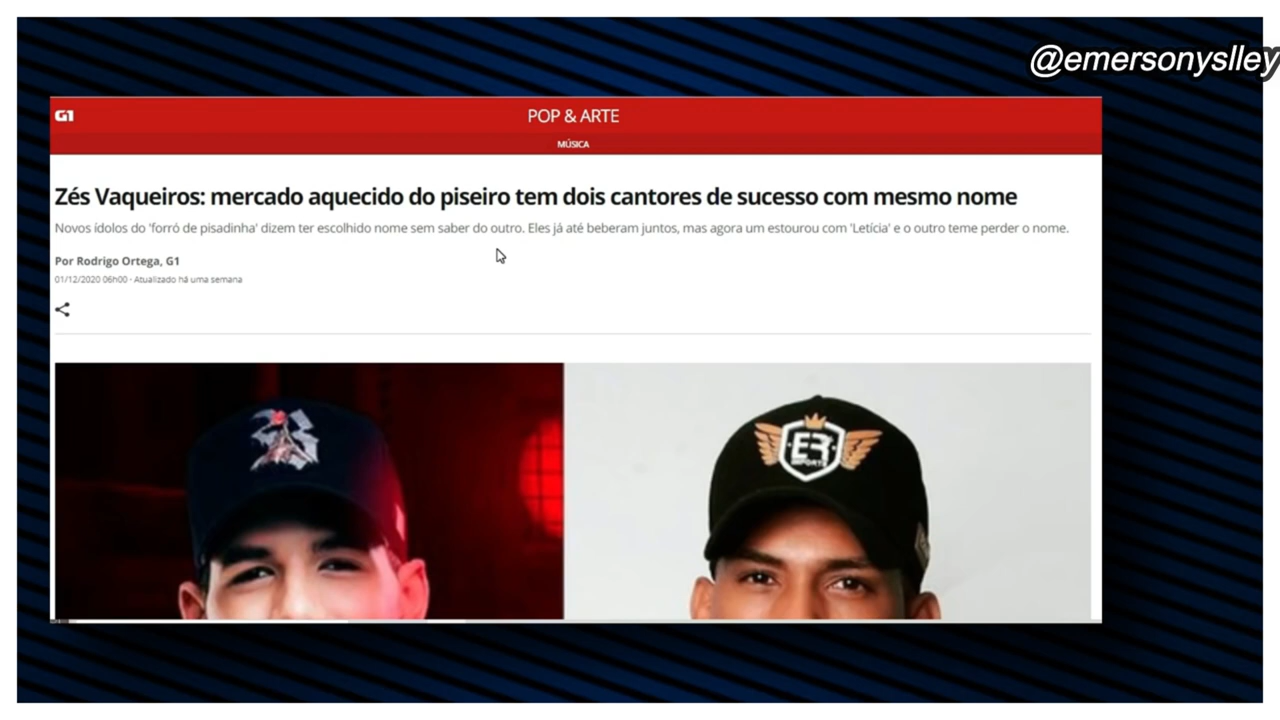 @emersonyslley
G1
POP & ARTE
MÚSICA
Zés Vaqueiros: mercado aquecido do piseiro tem dois cantores de sucesso com mesmo nome
Novos ídolos do 'forró de pisadinha' dizem ter escolhido nome sem saber do outro. Eles já até beberam juntos, mas agora um estourou com 'Letícia' e o outro teme perder o nome.
Por Rodrigo Ortega, G1
01/12/2020 06h00 · Atualizado há uma semana
ER